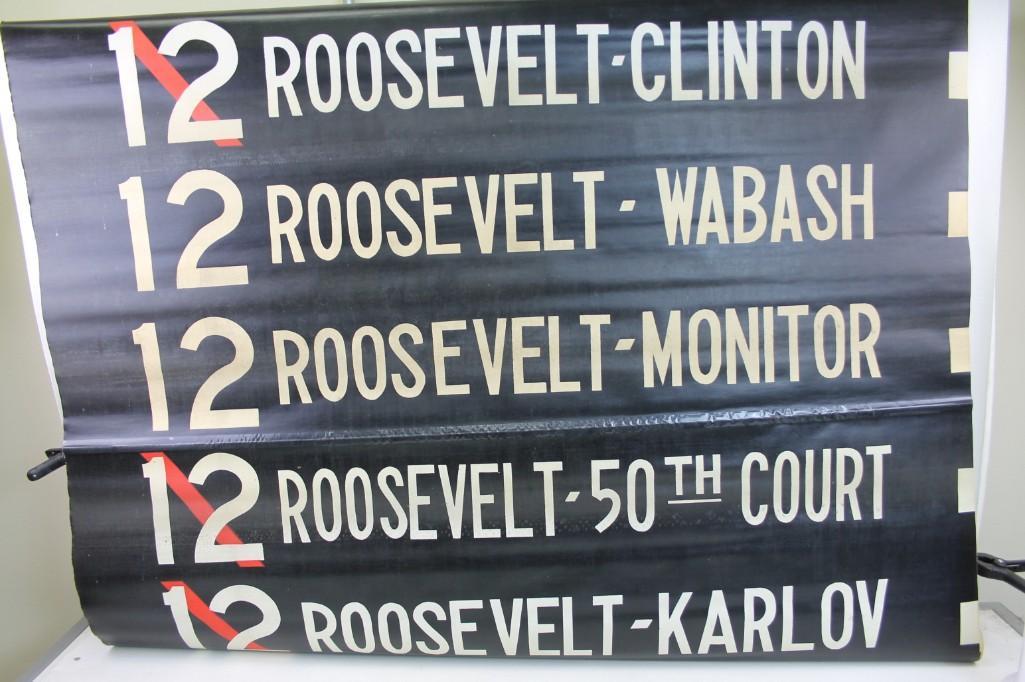 12 ROOSEVELT-CLINTON
12 ROOSEVELT - WABASH
12 ROOSEVELT-MONITOR
12 ROOSEVELT-50TH COURT
12 ROOSEVELT-KARLOV